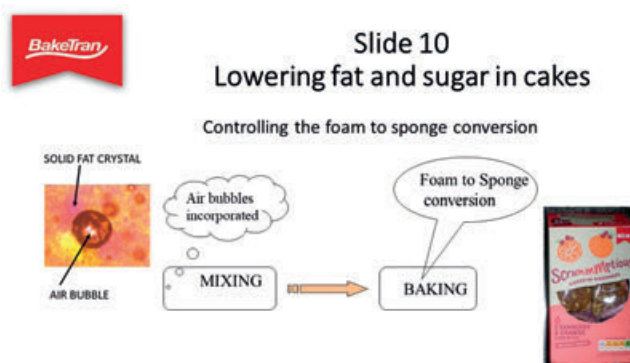 BakeTran
Slide 10
Lowering fat and sugar in cakes
Controlling the foam to sponge conversion
SOLID FAT CRYSTAL
AIR BUBBLE
Air bubbles
incorporated
MIXING
Foam to Sponge
conversion
BAKING